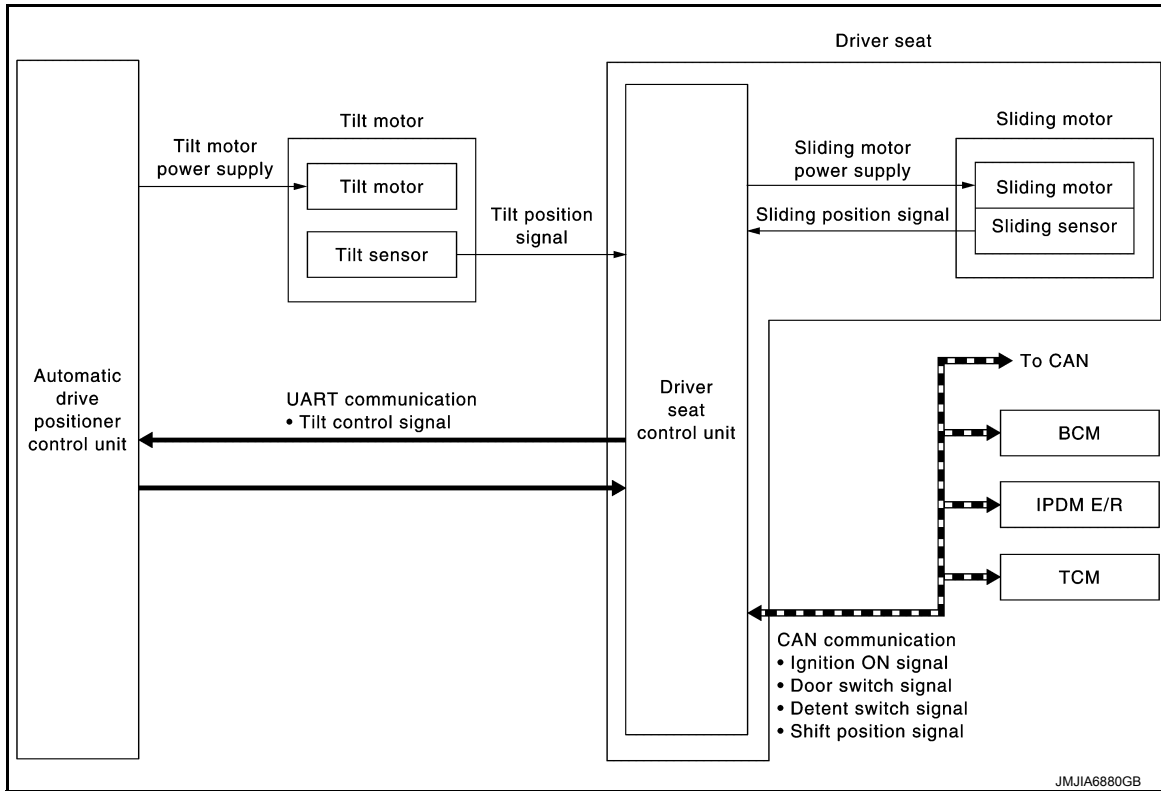 Driver seat
Tilt motor
Sliding motor
Tilt motor
power supply
Sliding motor
power supply
Tilt motor
Sliding motor
Tilt position
signal
Sliding position signal
Sliding sensor
Tilt sensor
To CAN
Automatic
drive
positioner
control unit
UART communication
• Tilt control signal
Driver
seat
control unit
BCM
IPDM E/R
TCM
CAN communication
• Ignition ON signal
• Door switch signal
• Detent switch signal
• Shift position signal
JMJIA6880GB